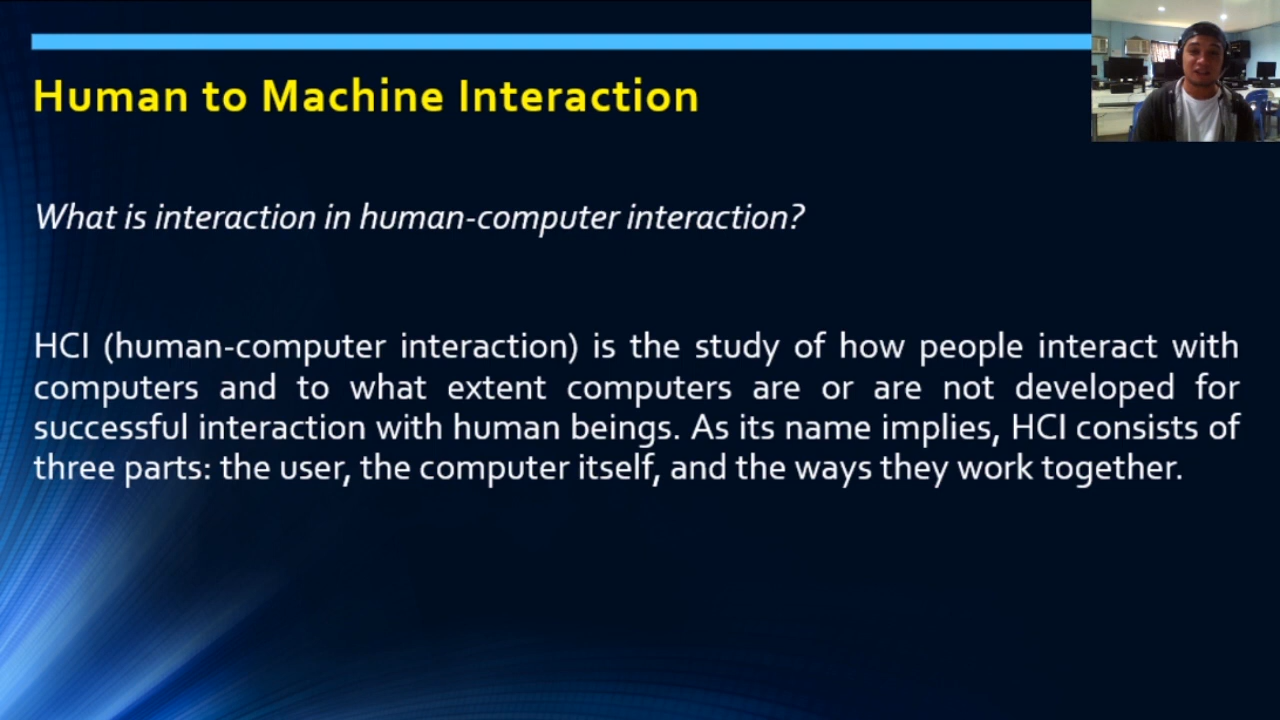 Human to Machine Interaction
What is interaction in human-computer interaction?
HCI (human-computer interaction) is the study of how people interact with
computers and to what extent computers are or are not developed for
successful interaction with human beings. As its name implies, HCI consists of
three parts: the user, the computer itself, and the ways they work together.